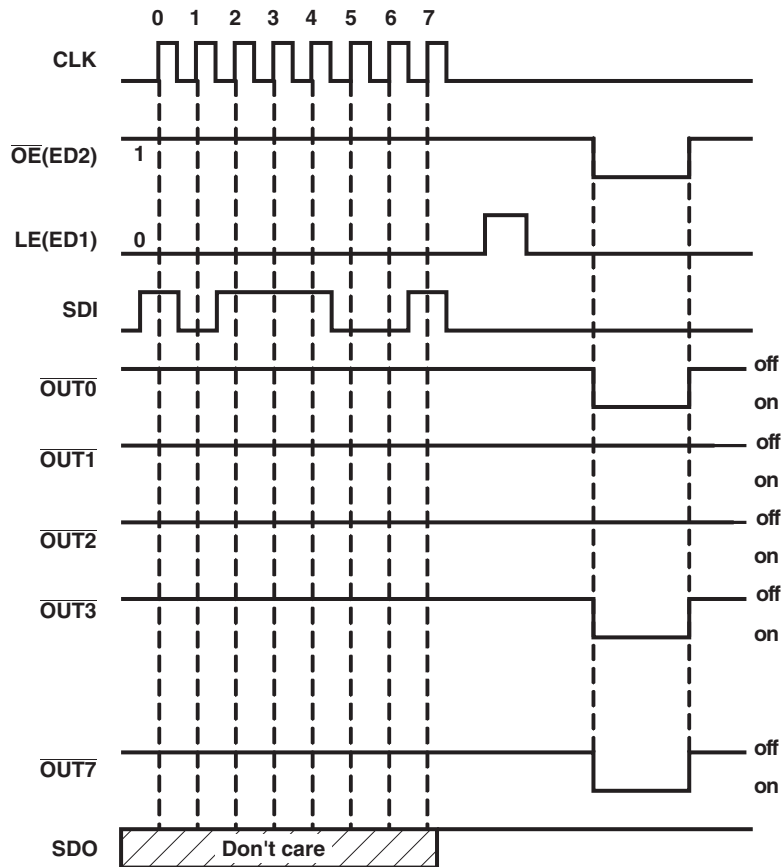 0 1 2 3 4 5 6 7
CLK
OE(ED2) 1
LE(ED1) 0
SDI
OUT0 off
on
OUT1 off
on
OUT2 off
on
OUT3 off
on
OUT7 off
on
SDO Don't care